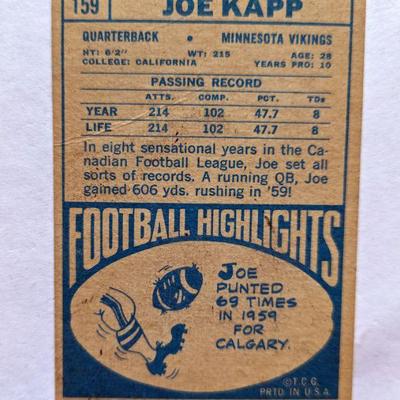 159 JOE KAPP
QUARTERBACK • MINNESOTA VIKINGS
HT: 6'2" WT: 215 AGE: 28
COLLEGE: CALIFORNIA YEARS PRO: 10
PASSING RECORD
ATTS. COMP. PCT. TDs
YEAR 214 102 47.7 8
LIFE 214 102 47.7 8
In eight sensational years in the Ca-
nadian Football League, Joe set all
sorts of records. A running QB, Joe
gained 606 yds. rushing in '59!
FOOTBALL HIGHLIGHTS
JOE
PUNTED
69 TIMES
IN 1959
FOR
CALGARY.
©T.C.G.
PRTD IN U.S.A.